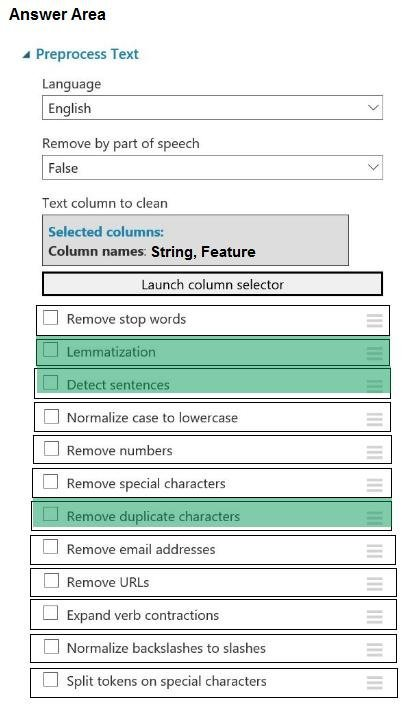 Answer Area
Preprocess Text
Language
English
Remove by part of speech
False
Text column to clean
Selected columns:
Column names: String, Feature
Launch column selector
Remove stop words
Lemmatization
Detect sentences
Normalize case to lowercase
Remove numbers
Remove special characters
Remove duplicate characters
Remove email addresses
Remove URLs
Expand verb contractions
Normalize backslashes to slashes
Split tokens on special characters